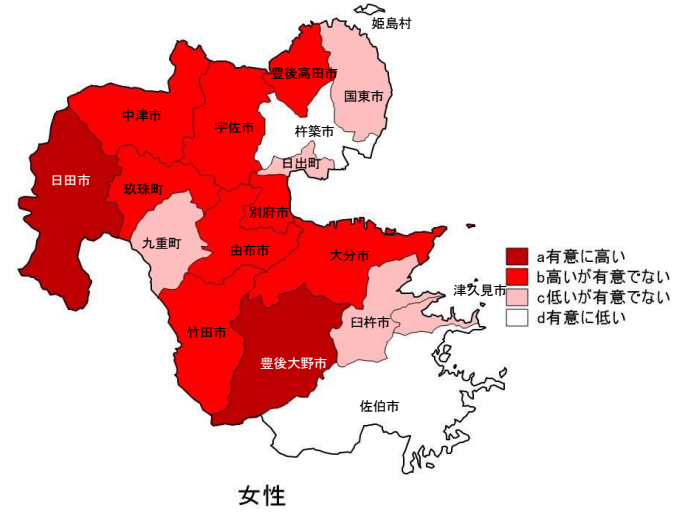 姫島村
豊後高田市
国東市
中津市
宇佐市
杵築市
日出町
日田市
玖珠町
別府市
九重町
由布市
大分市
津久見市
臼杵市
竹田市
豊後大野市
佐伯市
a有意に高い
b高いが有意でない
c低いが有意でない
d有意に低い
女性